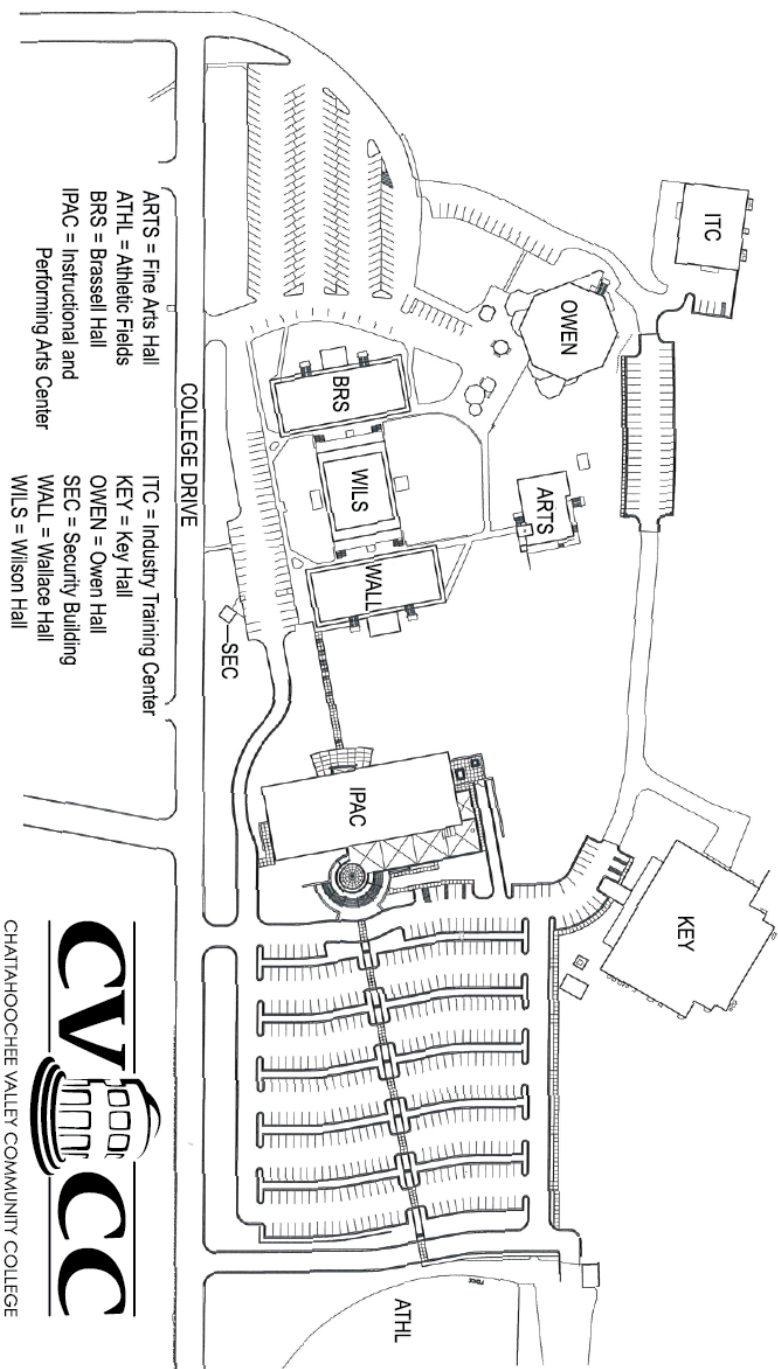 ITC
OWEN
KEY
ARTS
BRS
WILS
WALL
IPAC
ATHL
SEC
COLLEGE DRIVE
ARTS = Fine Arts Hall
ATHL = Athletic Fields
BRS = Brassell Hall
IPAC = Instructional and
Performing Arts Center
ITC = Industry Training Center
KEY = Key Hall
OWEN = Owen Hall
SEC = Security Building
WALL = Wallace Hall
WILS = Wilson Hall
CV CC
CHATTAHOOCHEE VALLEY COMMUNITY COLLEGE